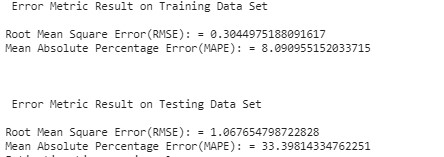 Error Metric Result on Training Data Set
Root Mean Square Error(RMSE): = 0.3044975188091617
Mean Absolute Percentage Error(MAPE): = 8.090955152033715
Error Metric Result on Testing Data Set
Root Mean Square Error(RMSE): = 1.067654798722828
Mean Absolute Percentage Error(MAPE): = 33.39814334762251